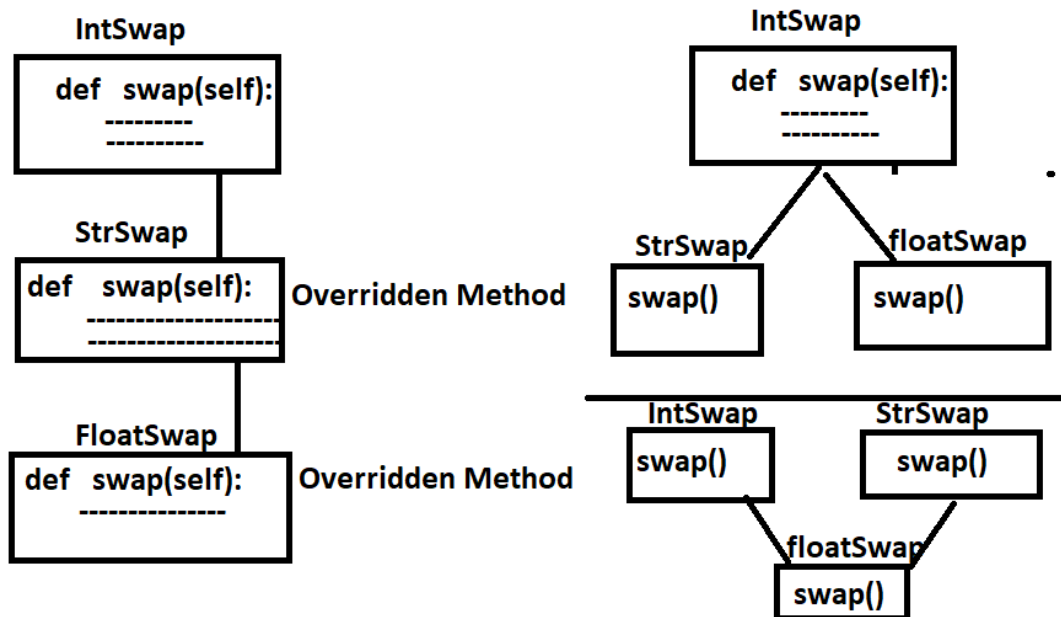 IntSwap
def swap(self):
---------
----------
StrSwap
def swap(self):
Overridden Method
--------------------
--------------------
FloatSwap
def swap(self):
Overridden Method
---------------
IntSwap
def swap(self):
---------
----------
StrSwap
floatSwap
swap()
swap()
IntSwap
StrSwap
swap()
swap()
floatSwap
swap()